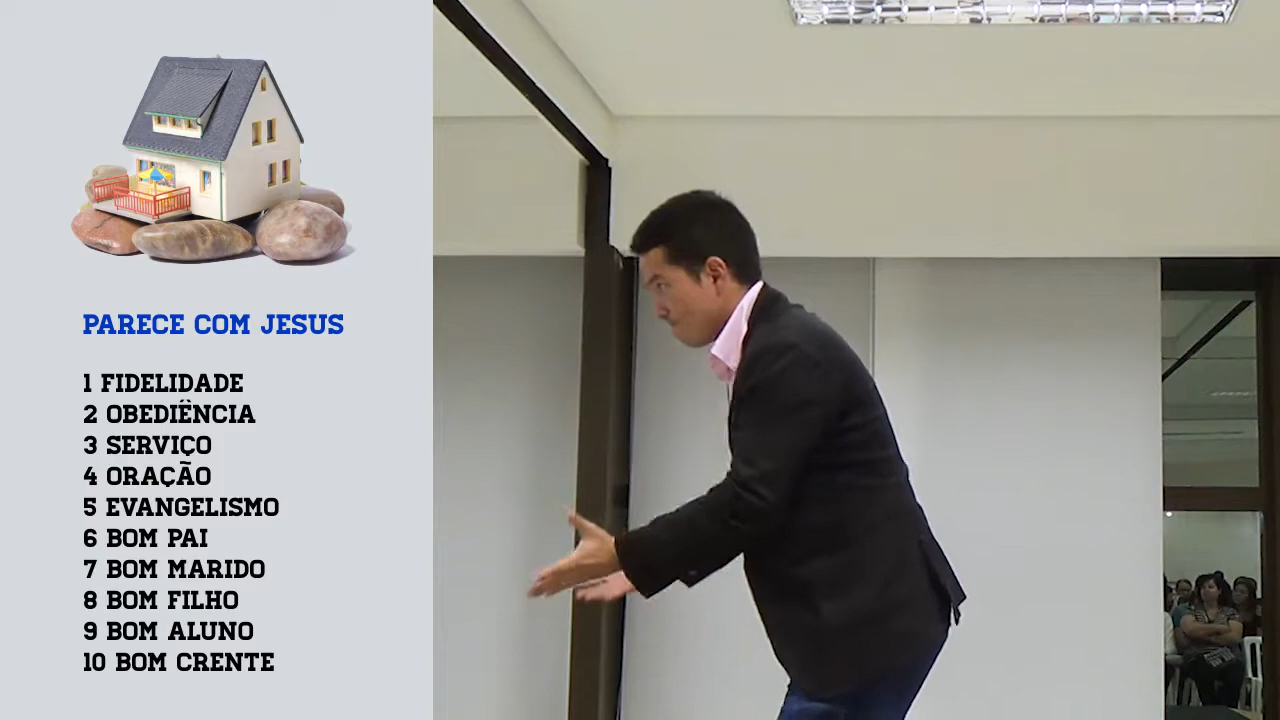 PARECE COM JESUS
1 FIDELIDADE
2 OBEDIÊNCIA
3 SERVIÇO
4 ORAÇÃO
5 EVANGELISMO
6 BOM PAI
7 BOM MARIDO
8 BOM FILHO
9 BOM ALUNO
10 BOM CRENTE